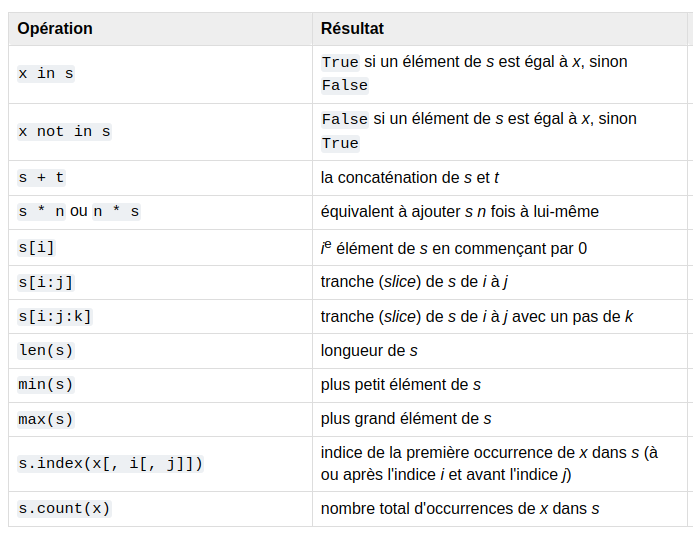 Opération Résultat
x in s True si un élément de s est égal à x, sinon
False
x not in s False si un élément de s est égal à x, sinon
True
s + t la concaténation de s et t
s * n ou n * s équivalent à ajouter s n fois à lui-même
s[i] ie élément de s en commençant par 0
s[i:j] tranche (slice) de s de i à j
s[i:j:k] tranche (slice) de s de i à j avec un pas de k
len(s) longueur de s
min(s) plus petit élément de s
max(s) plus grand élément de s
s.index(x[, i[, j]]) indice de la première occurrence de x dans s (à
ou après l'indice i et avant l'indice j)
s.count(x) nombre total d'occurrences de x dans s